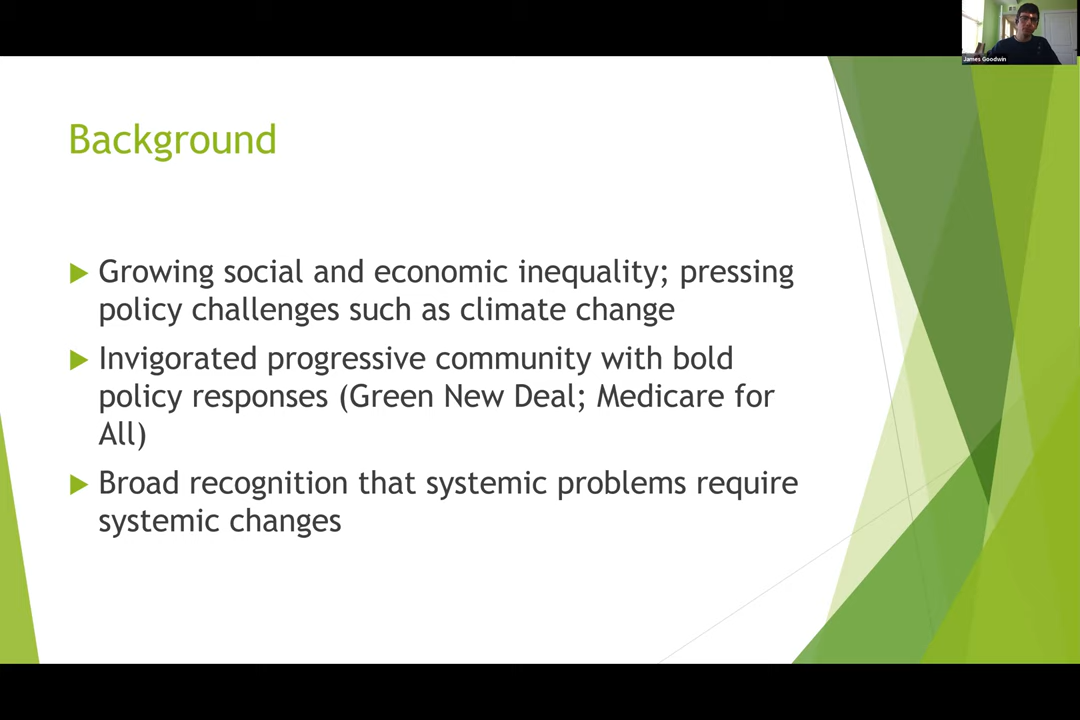 James Goodwin
Background
Growing social and economic inequality; pressing
policy challenges such as climate change
Invigorated progressive community with bold
policy responses (Green New Deal; Medicare for
All)
Broad recognition that systemic problems require
systemic changes